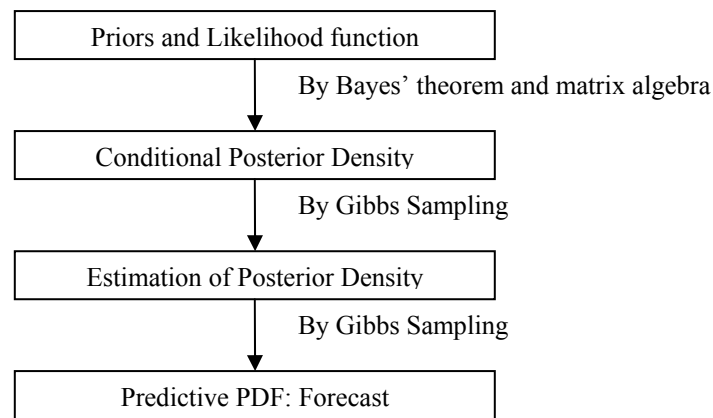 Priors and Likelihood function
By Bayes’ theorem and matrix algebra
Conditional Posterior Density
By Gibbs Sampling
Estimation of Posterior Density
By Gibbs Sampling
Predictive PDF: Forecast